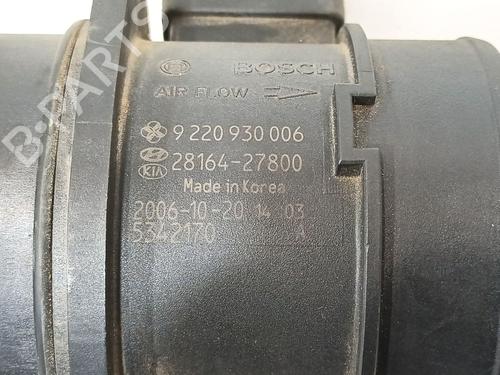 BOSCH
AIR FLOW
9 220 930 006
28164-27800
KIA
Made in Korea
2006-10-20 14 03
5342170 A
B-PARTS